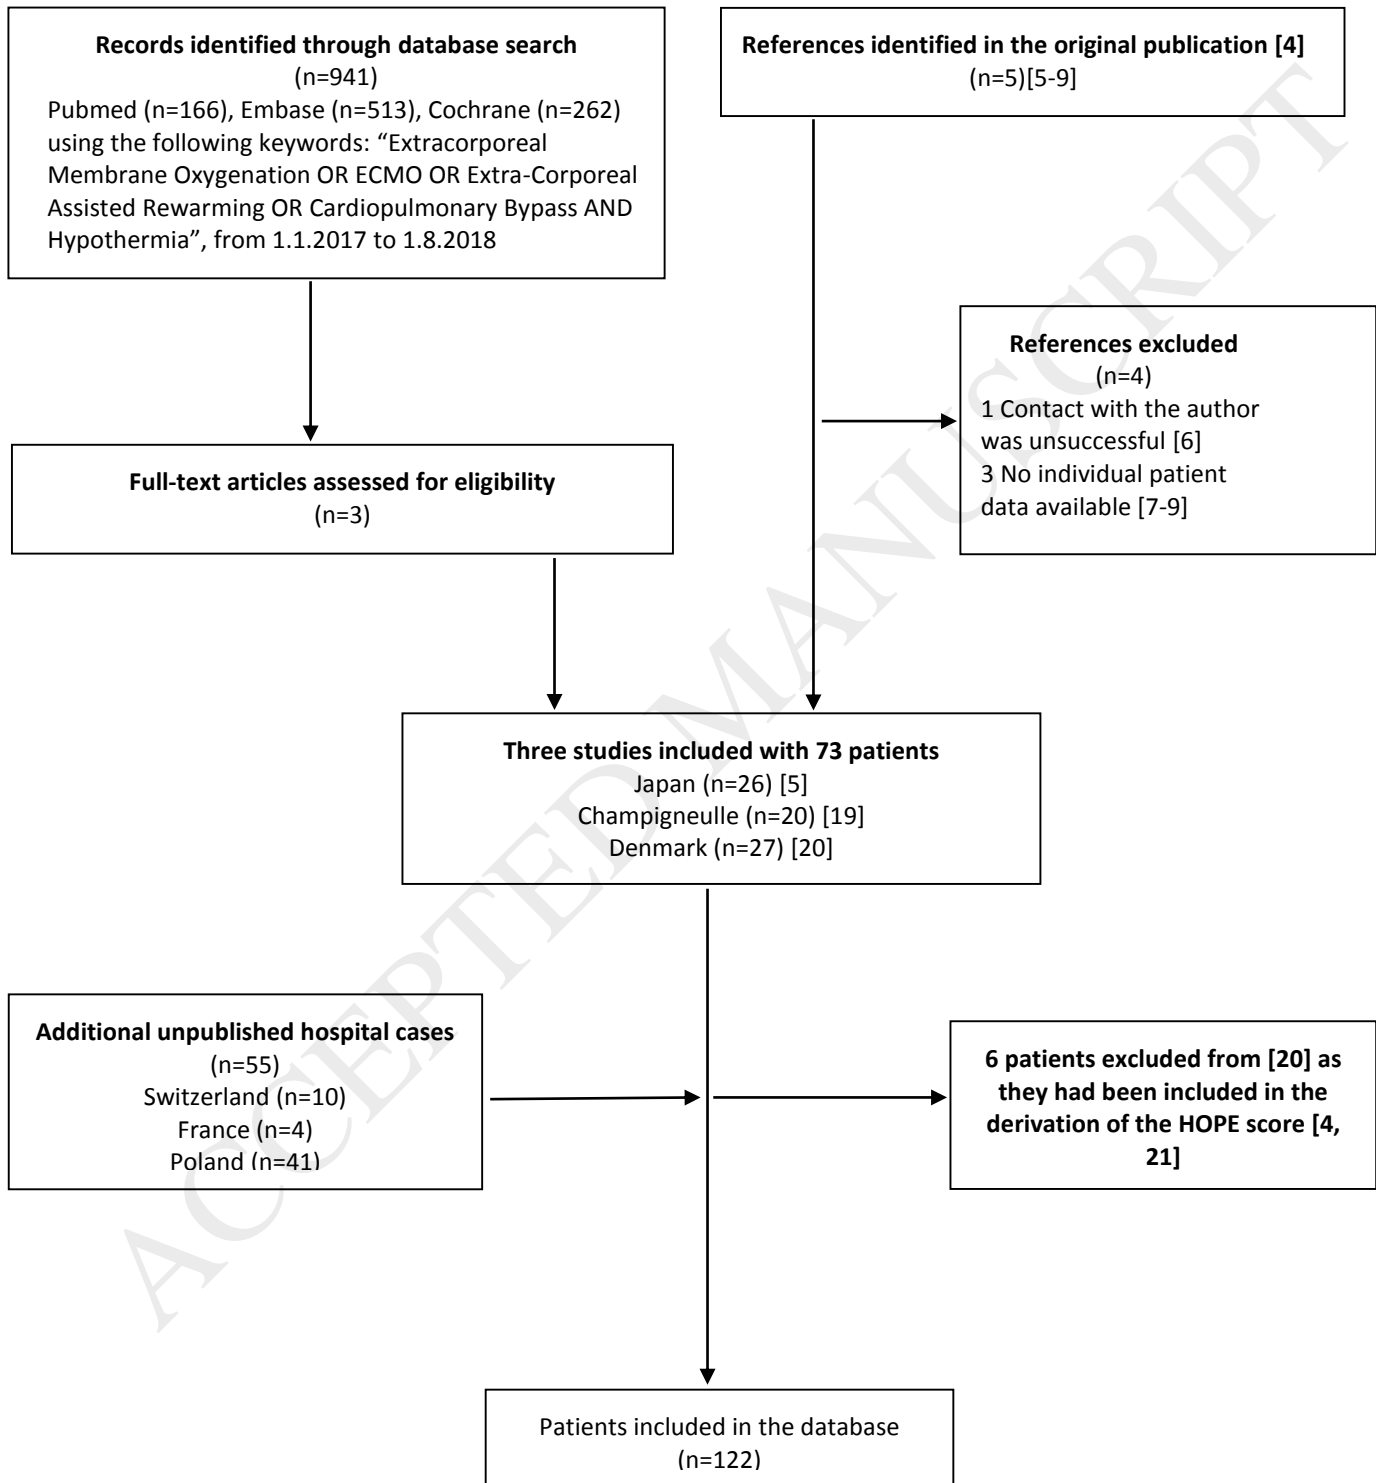 Records identified through database search
(n=941)
Pubmed (n=166), Embase (n=513), Cochrane (n=262)
using the following keywords: “Extracorporeal
Membrane Oxygenation OR ECMO OR Extra-Corporeal
Assisted Rewarming OR Cardiopulmonary Bypass AND
Hypothermia”, from 1.1.2017 to 1.8.2018
References identified in the original publication [4]
(n=5)[5-9]
References excluded
(n=4)
1 Contact with the author
was unsuccessful [6]
3 No individual patient
data available [7-9]
Full-text articles assessed for eligibility
(n=3)
Three studies included with 73 patients
Japan (n=26) [5]
Champigneulle (n=20) [19]
Denmark (n=27) [20]
Additional unpublished hospital cases
(n=55)
Switzerland (n=10)
France (n=4)
Poland (n=41)
6 patients excluded from [20] as
they had been included in the
derivation of the HOPE score [4,
21]
Patients included in the database
(n=122)
ACCEPTED MANUSCRIPT